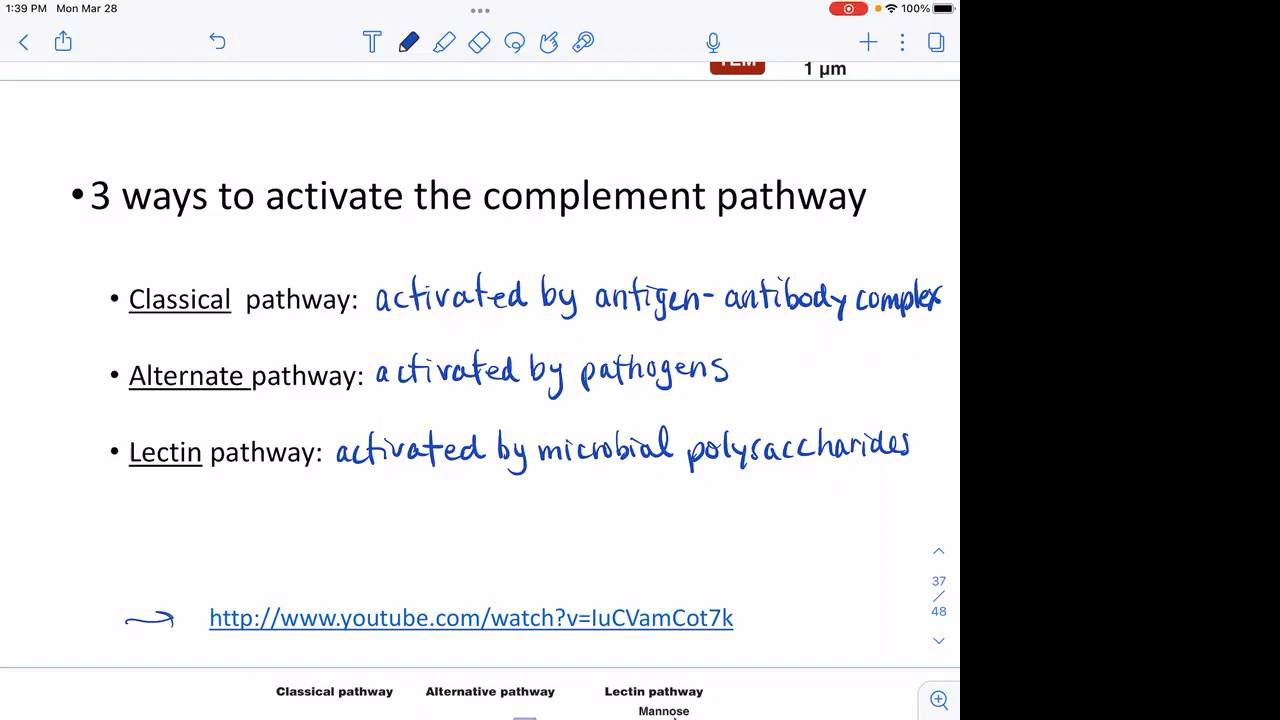 1:39 PM Mon Mar 28
100%
TEM
1 µm
• 3 ways to activate the complement pathway
• Classical pathway: activated by antigen-antibody complex
• Alternate pathway: activated by pathogens
• Lectin pathway: activated by microbial polysaccharides
37
/
48
http://www.youtube.com/watch?v=IuCVamCot7k
Classical pathway Alternative pathway Lectin pathway
Mannose